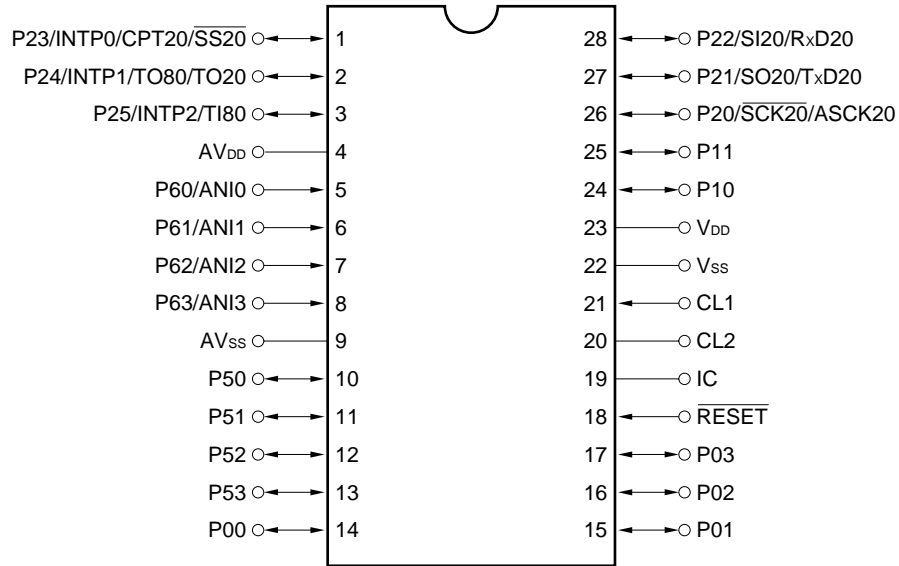 P23/INTP0/CPT20/SS20 1 28 P22/SI20/RxD20
P24/INTP1/TO80/TO20 2 27 P21/SO20/TxD20
P25/INTP2/TI80 3 26 P20/SCK20/ASCK20
AVDD 4 25 P11
P60/ANI0 5 24 P10
P61/ANI1 6 23 VDD
P62/ANI2 7 22 VSS
P63/ANI3 8 21 CL1
AVSS 9 20 CL2
P50 10 19 IC
P51 11 18 RESET
P52 12 17 P03
P53 13 16 P02
P00 14 15 P01